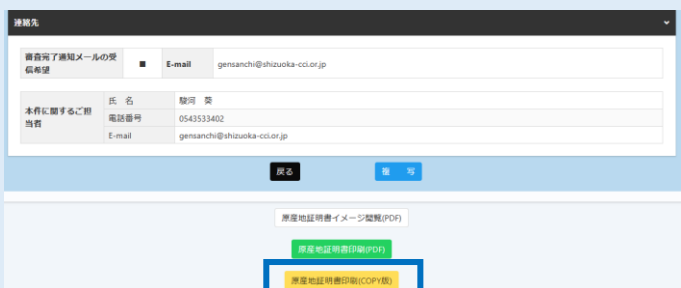 連絡先
審査完了通知メールの受
信希望
■
E-mail
gensanchi@shizuoka-cci.or.jp
本件に関するご担
当者
氏 名
駿河 葵
電話番号
0543533402
E-mail
gensanchi@shizuoka-cci.or.jp
戻る
複 写
原産地証明書イメージ閲覧(PDF)
原産地証明書印刷(PDF)
原産地証明書印刷(COPY版)